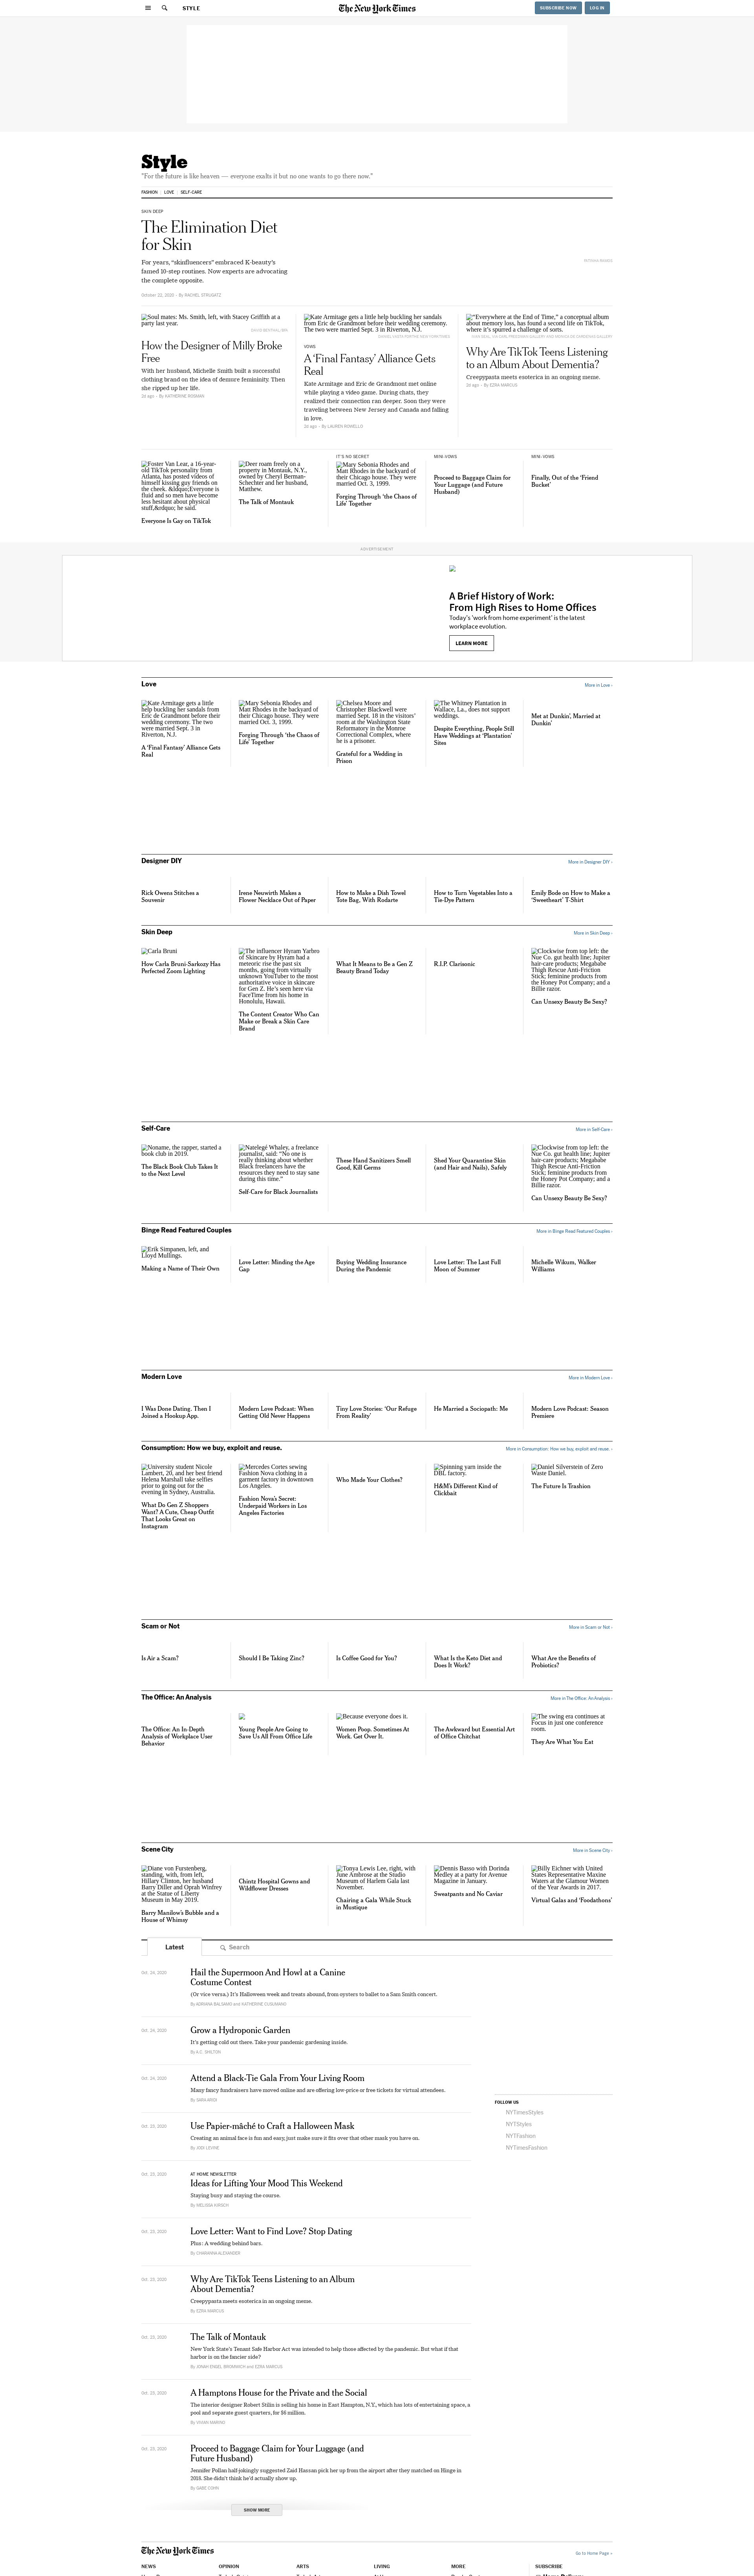 STYLE
The New York Times
SUBSCRIBE NOW
LOG IN
Style
"For the future is like heaven — everyone exalts it but no one wants to go there now."
FASHION
LOVE
SELF-CARE
SKIN DEEP
The Elimination Diet
for Skin
For years, "skinfluencers" embraced K-beauty's
famed 10-step routines. Now experts are advocating
the complete opposite.
October 22, 2020 • By RACHEL STRUGATZ
Soul mates: Ms. Smith, left, with Stacey Griffith at a
party last year.
How the Designer of Milly Broke
Free
With her husband, Michelle Smith built a successful
clothing brand on the idea of demure femininity. Then
she ripped up her life.
2d ago • By KATHERINE ROSMAN
Kate Armitage gets a little help buckling her sandals
from Eric de Grandmont before their wedding ceremony.
The two were married Sept. 3 in Riverton, N.J.
DANIEL VASTA FOR THE NEW YORK TIMES
VOWS
A 'Final Fantasy' Alliance Gets
Real
Kate Armitage and Eric de Grandmont met online
while playing a video game. During chats, they
realized their connection ran deeper. Soon they were
traveling between New Jersey and Canada and falling
in love.
2d ago • By LAUREN ROWELLO
"Everywhere at the End of Time," a conceptual album
about memory loss, has found a second life on TikTok,
where it's spurred a challenge of sorts.
Why Are TikTok Teens Listening
to an Album About Dementia?
Creepypasta meets esoterica in an ongoing meme.
2d ago • By EZRA MARCUS
Foster Van Lear, a 16-year-
old TikTok personality from
Atlanta, has posted videos of
himself kissing guy friends on
the cheek. &ldquo;Everyone is
fluid and so men have become
less hesitant about physical
stuff,&rdquo; he said.
Everyone Is Gay on TikTok
Deer roam freely on a
property in Montauk, N.Y.,
owned by Cheryl Berman-
Schechter and her husband,
Matthew.
The Talk of Montauk
IT'S NO SECRET
Mary Sebonia Rhodes and
Matt Rhodes in the backyard of
their Chicago house. They were
married Oct. 3, 1999.
Forging Through 'the Chaos of
Life' Together
MINI-VOWS
Proceed to Baggage Claim for
Your Luggage (and Future
Husband)
MINI-VOWS
Finally, Out of the 'Friend
Bucket'
ADVERTISEMENT
A Brief History of Work:
From High Rises to Home Offices
Today's 'work from home experiment' is the latest
workplace evolution.
LEARN MORE
Love
More in Love ›
Kate Armitage gets a little
help buckling her sandals from
Eric de Grandmont before their
wedding ceremony. The two
were married Sept. 3 in
Riverton, N.J.
A 'Final Fantasy' Alliance Gets
Real
Mary Sebonia Rhodes and
Matt Rhodes in the backyard of
their Chicago house. They were
married Oct. 3, 1999.
Forging Through 'the Chaos of
Life' Together
Chelsea Moore and
Christopher Blackwell were
married Sept. 18 in the visitors'
room at the Washington State
Reformatory in the Monroe
Correctional Complex, where
he is a prisoner.
Grateful for a Wedding in
Prison
The Whitney Plantation in
Wallace, La., does not support
weddings.
Despite Everything, People Still
Have Weddings at 'Plantation'
Sites
Met at Dunkin', Married at
Dunkin'
Designer DIY
More in Designer DIY ›
Rick Owens Stitches a
Souvenir
Irene Neuwirth Makes a
Flower Necklace Out of Paper
How to Make a Dish Towel
Tote Bag, With Rodarte
How to Turn Vegetables Into a
Tie-Dye Pattern
Emily Bode on How to Make a
'Sweetheart' T-Shirt
Skin Deep
More in Skin Deep ›
Carla Bruni
How Carla Bruni-Sarkozy Has
Perfected Zoom Lighting
The influencer Hyram Yarbro
of Skincare by Hyram had a
meteoric rise the past six
months, going from virtually
unknown YouTuber to the most
authoritative voice in skincare
for Gen Z. He's seen here via
FaceTime from his home in
Honolulu, Hawaii.
The Content Creator Who Can
Make or Break a Skin Care
Brand
What It Means to Be a Gen Z
Beauty Brand Today
R.I.P. Clarisonic
Clockwise from top left: the
Nue Co. gut health line; Jupiter
hair-care products; Megababe
Thigh Rescue Anti-Friction
Stick; feminine products from
the Honey Pot Company; and a
Billie razor.
Can Unsexy Beauty Be Sexy?
Self-Care
More in Self-Care ›
Noname, the rapper, started a
book club in 2019.
The Black Book Club Takes It
to the Next Level
Natelegé Whaley, a freelance
journalist, said: "No one is
really thinking about whether
Black freelancers have the
resources they need to stay sane
during this time."
Self-Care for Black Journalists
These Hand Sanitizers Smell
Good, Kill Germs
Shed Your Quarantine Skin
(and Hair and Nails), Safely
Clockwise from top left: the
Nue Co. gut health line; Jupiter
hair-care products; Megababe
Thigh Rescue Anti-Friction
Stick; feminine products from
the Honey Pot Company; and a
Billie razor.
Can Unsexy Beauty Be Sexy?
Binge Read Featured Couples
More in Binge Read Featured Couples ›
Erik Simpanen, left, and
Lloyd Mullings.
Making a Name of Their Own
Love Letter: Minding the Age
Gap
Buying Wedding Insurance
During the Pandemic
Love Letter: The Last Full
Moon of Summer
Michelle Wikum, Walker
Williams
Modern Love
More in Modern Love ›
I Was Done Dating. Then I
Joined a Hookup App.
Modern Love Podcast: When
Getting Old Never Happens
Tiny Love Stories: 'Our Refuge
From Reality'
He Married a Sociopath: Me
Modern Love Podcast: Season
Premiere
Consumption: How we buy, exploit and reuse.
More in Consumption: How we buy, exploit and reuse. ›
University student Nicole
Lambert, 20, and her best friend
Helena Marshall take selfies
prior to going out for the
evening in Sydney, Australia.
What Do Gen Z Shoppers
Want? A Cute, Cheap Outfit
That Looks Great on
Instagram
Mercedes Cortes sewing
Fashion Nova clothing in a
garment factory in downtown
Los Angeles.
Fashion Nova's Secret:
Underpaid Workers in Los
Angeles Factories
Who Made Your Clothes?
Spinning yarn inside the
DBL factory.
H&M's Different Kind of
Clickbait
Daniel Silverstein of Zero
Waste Daniel.
The Future Is Trashion
Scam or Not
More in Scam or Not ›
Is Air a Scam?
Should I Be Taking Zinc?
Is Coffee Good for You?
What Is the Keto Diet and
Does It Work?
What Are the Benefits of
Probiotics?
The Office: An Analysis
More in The Office: An Analysis ›
The Office: An In-Depth
Analysis of Workplace User
Behavior
Young People Are Going to
Save Us All From Office Life
Because everyone does it.
Women Poop. Sometimes At
Work. Get Over It.
The Awkward but Essential Art
of Office Chitchat
The swing era continues at
Focus in just one conference
room.
They Are What You Eat
Scene City
More in Scene City ›
Diane von Furstenberg,
standing, with, from left,
Hillary Clinton, her husband
Barry Diller and Oprah Winfrey
at the Statue of Liberty
Museum in May 2019.
Barry Manilow's Bubble and a
House of Whimsy
Chintz Hospital Gowns and
Wildflower Dresses
Tonya Lewis Lee, right, with
June Ambrose at the Studio
Museum of Harlem Gala last
November.
Chairing a Gala While Stuck
in Mustique
Dennis Basso with Dorinda
Medley at a party for Avenue
Magazine in January.
Sweatpants and No Caviar
Billy Eichner with United
States Representative Maxine
Waters at the Glamour Women
of the Year Awards in 2017.
Virtual Galas and 'Foodathons'
Latest
Search
Oct. 24, 2020
Hail the Supermoon And Howl at a Canine
Costume Contest
(Or vice versa.) It's Halloween week and treats abound, from oysters to ballet to a Sam Smith concert.
By ADRIANA BALSAMO and KATHERINE CUSUMANO
Oct. 24, 2020
Grow a Hydroponic Garden
It's getting cold out there. Take your pandemic gardening inside.
By A.C. SHILTON
Oct. 24, 2020
Attend a Black-Tie Gala From Your Living Room
Many fancy fundraisers have moved online and are offering low-price or free tickets for virtual attendees.
By SARA ARIDI
FOLLOW US
NYTimesStyles
NYTStyles
NYTFashion
NYTimesFashion
Oct. 23, 2020
Use Papier-mâché to Craft a Halloween Mask
Creating an animal face is fun and easy, just make sure it fits over that other mask you have on.
By JODI LEVINE
Oct. 23, 2020
AT HOME NEWSLETTER
Ideas for Lifting Your Mood This Weekend
Staying busy and staying the course.
By MELISSA KIRSCH
Oct. 23, 2020
Love Letter: Want to Find Love? Stop Dating
Plus: A wedding behind bars.
By CHARANNA ALEXANDER
Oct. 23, 2020
Why Are TikTok Teens Listening to an Album
About Dementia?
Creepypasta meets esoterica in an ongoing meme.
By EZRA MARCUS
Oct. 23, 2020
The Talk of Montauk
New York State's Tenant Safe Harbor Act was intended to help those affected by the pandemic. But what if that
harbor is on the fancier side?
By JONAH ENGEL BROMWICH and EZRA MARCUS
Oct. 23, 2020
A Hamptons House for the Private and the Social
The interior designer Robert Stilin is selling his home in East Hampton, N.Y., which has lots of entertaining space, a
pool and separate guest quarters, for $6 million.
By VIVIAN MARINO
Oct. 23, 2020
Proceed to Baggage Claim for Your Luggage (and
Future Husband)
Jennifer Pollan half-jokingly suggested Zaid Hassan pick her up from the airport after they matched on Hinge in
2018. She didn't think he'd actually show up.
By GABE COHN
SHOW MORE
The New York Times
Go to Home Page »
NEWS
OPINION
ARTS
LIVING
MORE
SUBSCRIBE